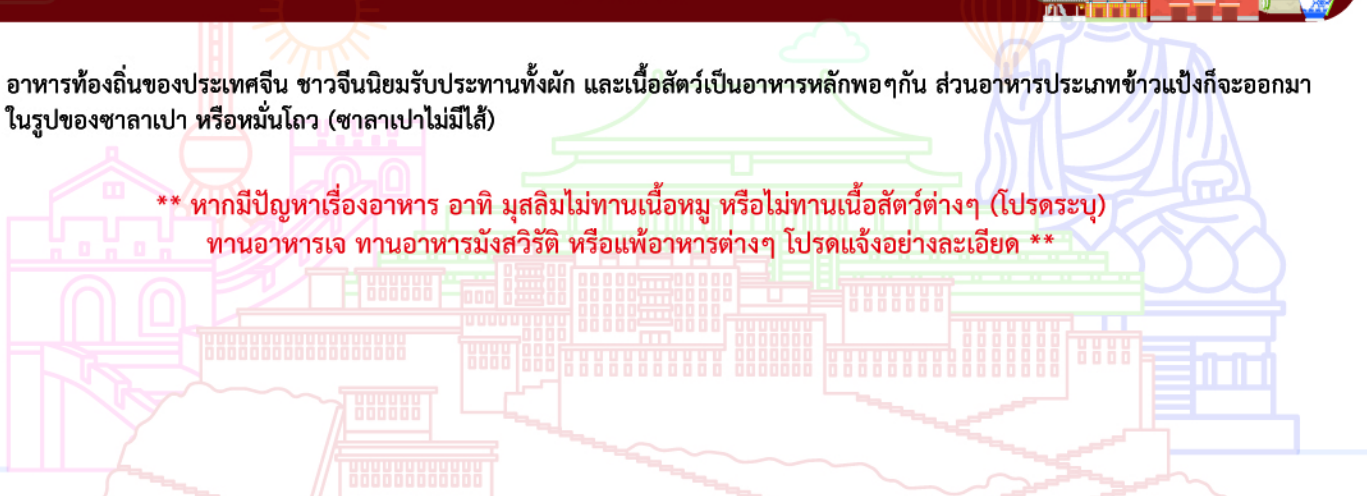 อาหารท้องถิ่นของประเทศจีน ชาวจีนนิยมรับประทานทั้งผัก และเนื้อสัตว์เป็นอาหารหลักพอๆกัน ส่วนอาหารประเภทข้าวแป้งก็จะออกมา
ในรูปของซาลาเปา หรือหมั่นโถว (ซาลาเปาไม่มีไส้)
** หากมีปัญหาเรื่องอาหาร อาทิ มุสลิมไม่ทานเนื้อหมู หรือไม่ทานเนื้อสัตว์ต่างๆ (โปรดระบุ)
ทานอาหารเจ ทานอาหารมังสวิรัติ หรือแพ้อาหารต่างๆ โปรดแจ้งอย่างละเอียด **